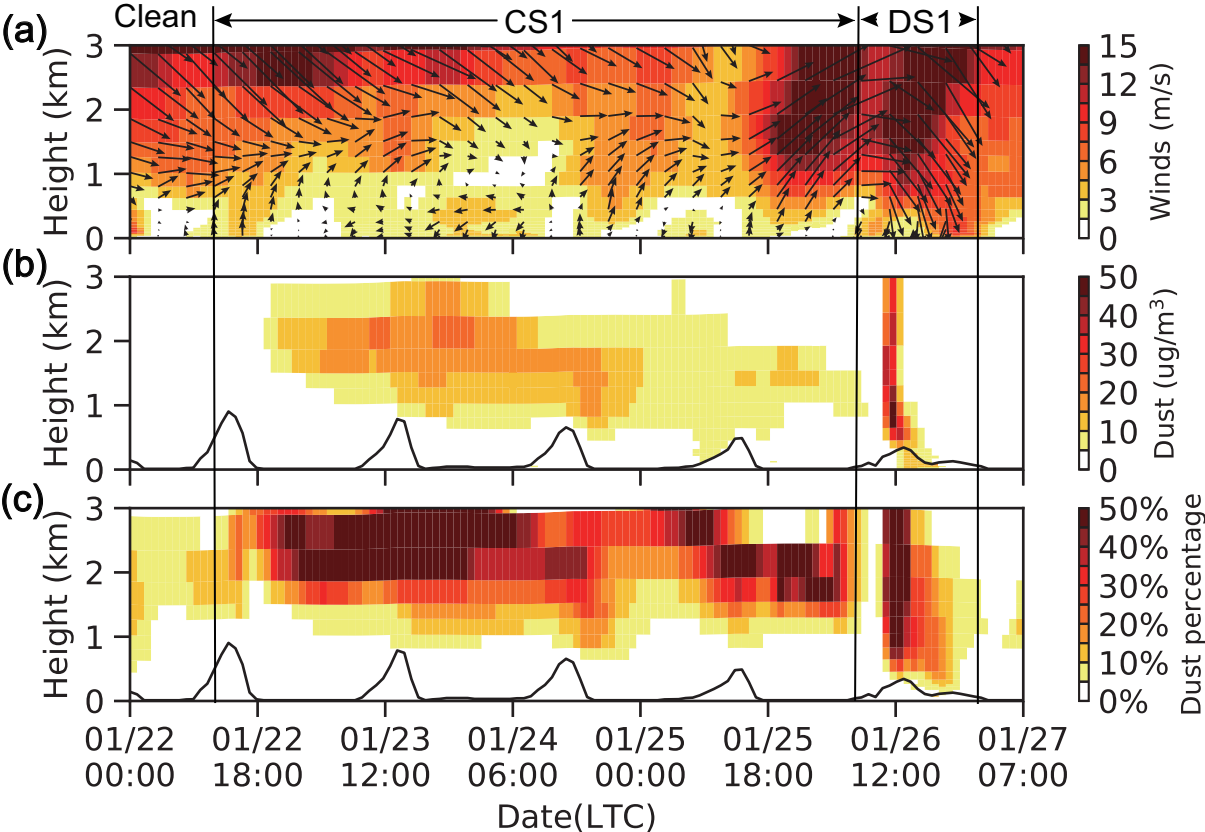 Clean CS1 DS1
(a)
Height (km)
3
2
1
0
15
12
9
6
3
0
Winds (m/s)
(b)
Height (km)
3
2
1
0
50
40
30
20
10
0
Dust (ug/m³)
(c)
Height (km)
3
2
1
0
50%
40%
30%
20%
10%
0%
Dust percentage
01/22 01/22 01/23 01/24 01/25 01/25 01/26 01/27
00:00 18:00 12:00 06:00 00:00 18:00 12:00 07:00
Date(LTC)